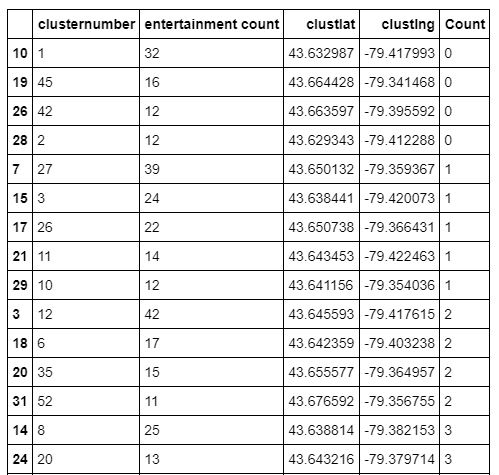 clusternumber entertainment count clustlat clustlng Count
10 1 32 43.632987 -79.417993 0
19 45 16 43.664428 -79.341468 0
26 42 12 43.663597 -79.395592 0
28 2 12 43.629343 -79.412288 0
7 27 39 43.650132 -79.359367 1
15 3 24 43.638441 -79.420073 1
17 26 22 43.650738 -79.366431 1
21 11 14 43.643453 -79.422463 1
29 10 12 43.641156 -79.354036 1
3 12 42 43.645593 -79.417615 2
18 6 17 43.642359 -79.403238 2
20 35 15 43.655577 -79.364957 2
31 52 11 43.676592 -79.356755 2
14 8 25 43.638814 -79.382153 3
24 20 13 43.643216 -79.379714 3